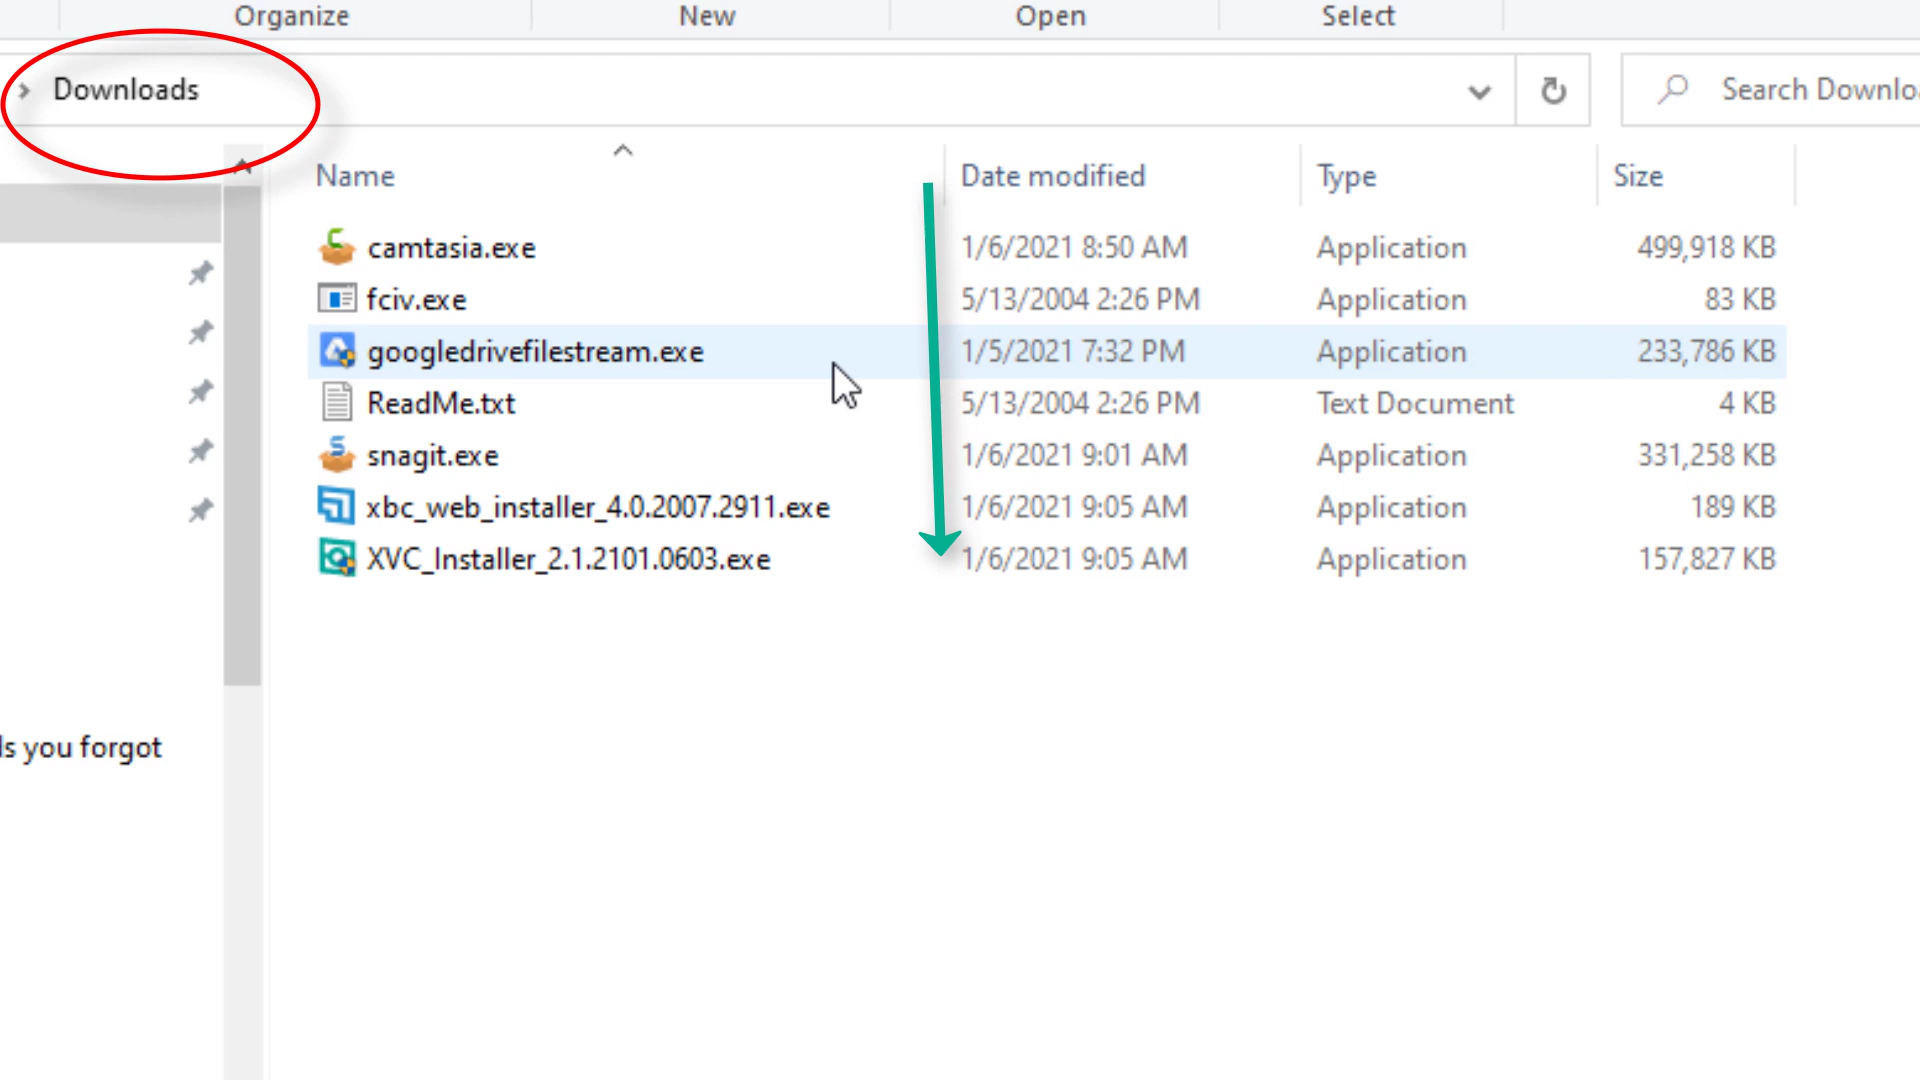 Organize New Open Select
Downloads Search
Name Date modified Type Size
camtasia.exe 1/6/2021 8:50 AM Application 499,918 KB
fciv.exe 5/13/2004 2:26 PM Application 83 KB
googledrivefilestream.exe 1/5/2021 7:32 PM Application 233,786 KB
ReadMe.txt 5/13/2004 2:26 PM Text Document 4 KB
snagit.exe 1/6/2021 9:01 AM Application 331,258 KB
xbc_web_installer_4.0.2007.2911.exe 1/6/2021 9:05 AM Application 189 KB
XVC_Installer_2.1.2101.0603.exe 1/6/2021 9:05 AM Application 157,827 KB
you forgot